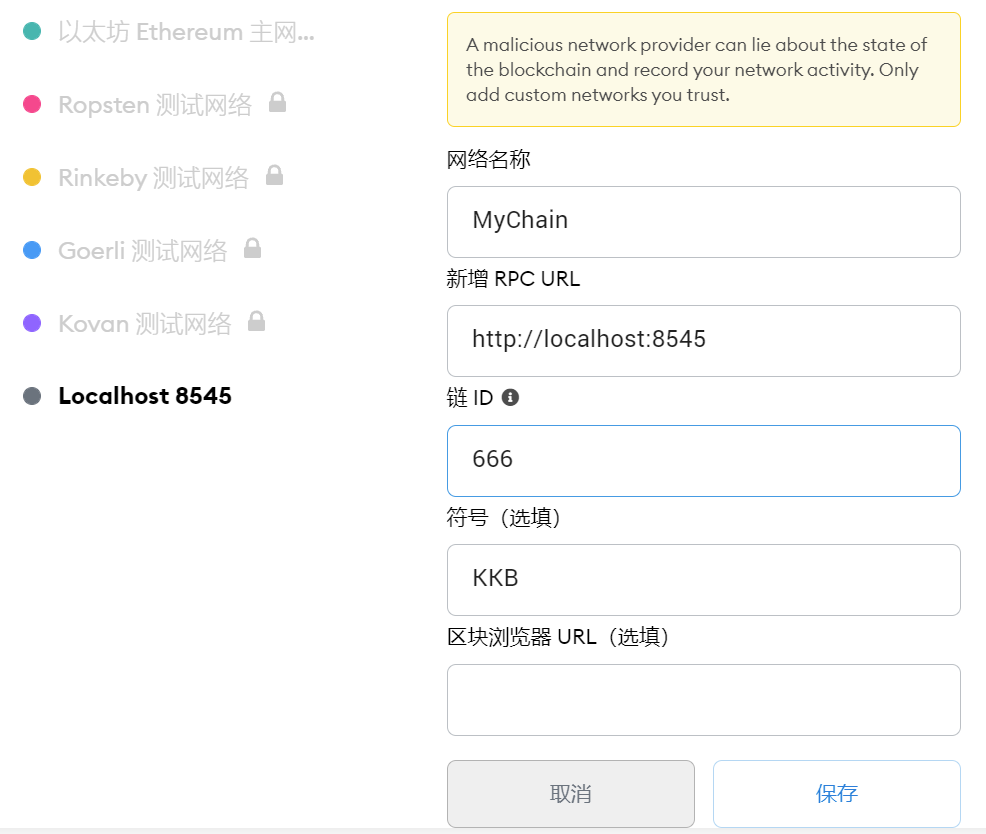 以太坊 Ethereum 主网...
Ropsten 测试网络
Rinkeby 测试网络
Goerli 测试网络
Kovan 测试网络
Localhost 8545
A malicious network provider can lie about the state of
the blockchain and record your network activity. Only
add custom networks you trust.
网络名称
MyChain
新增 RPC URL
http://localhost:8545
链 ID
666
符号（选填）
KKB
区块浏览器 URL（选填）
取消
保存